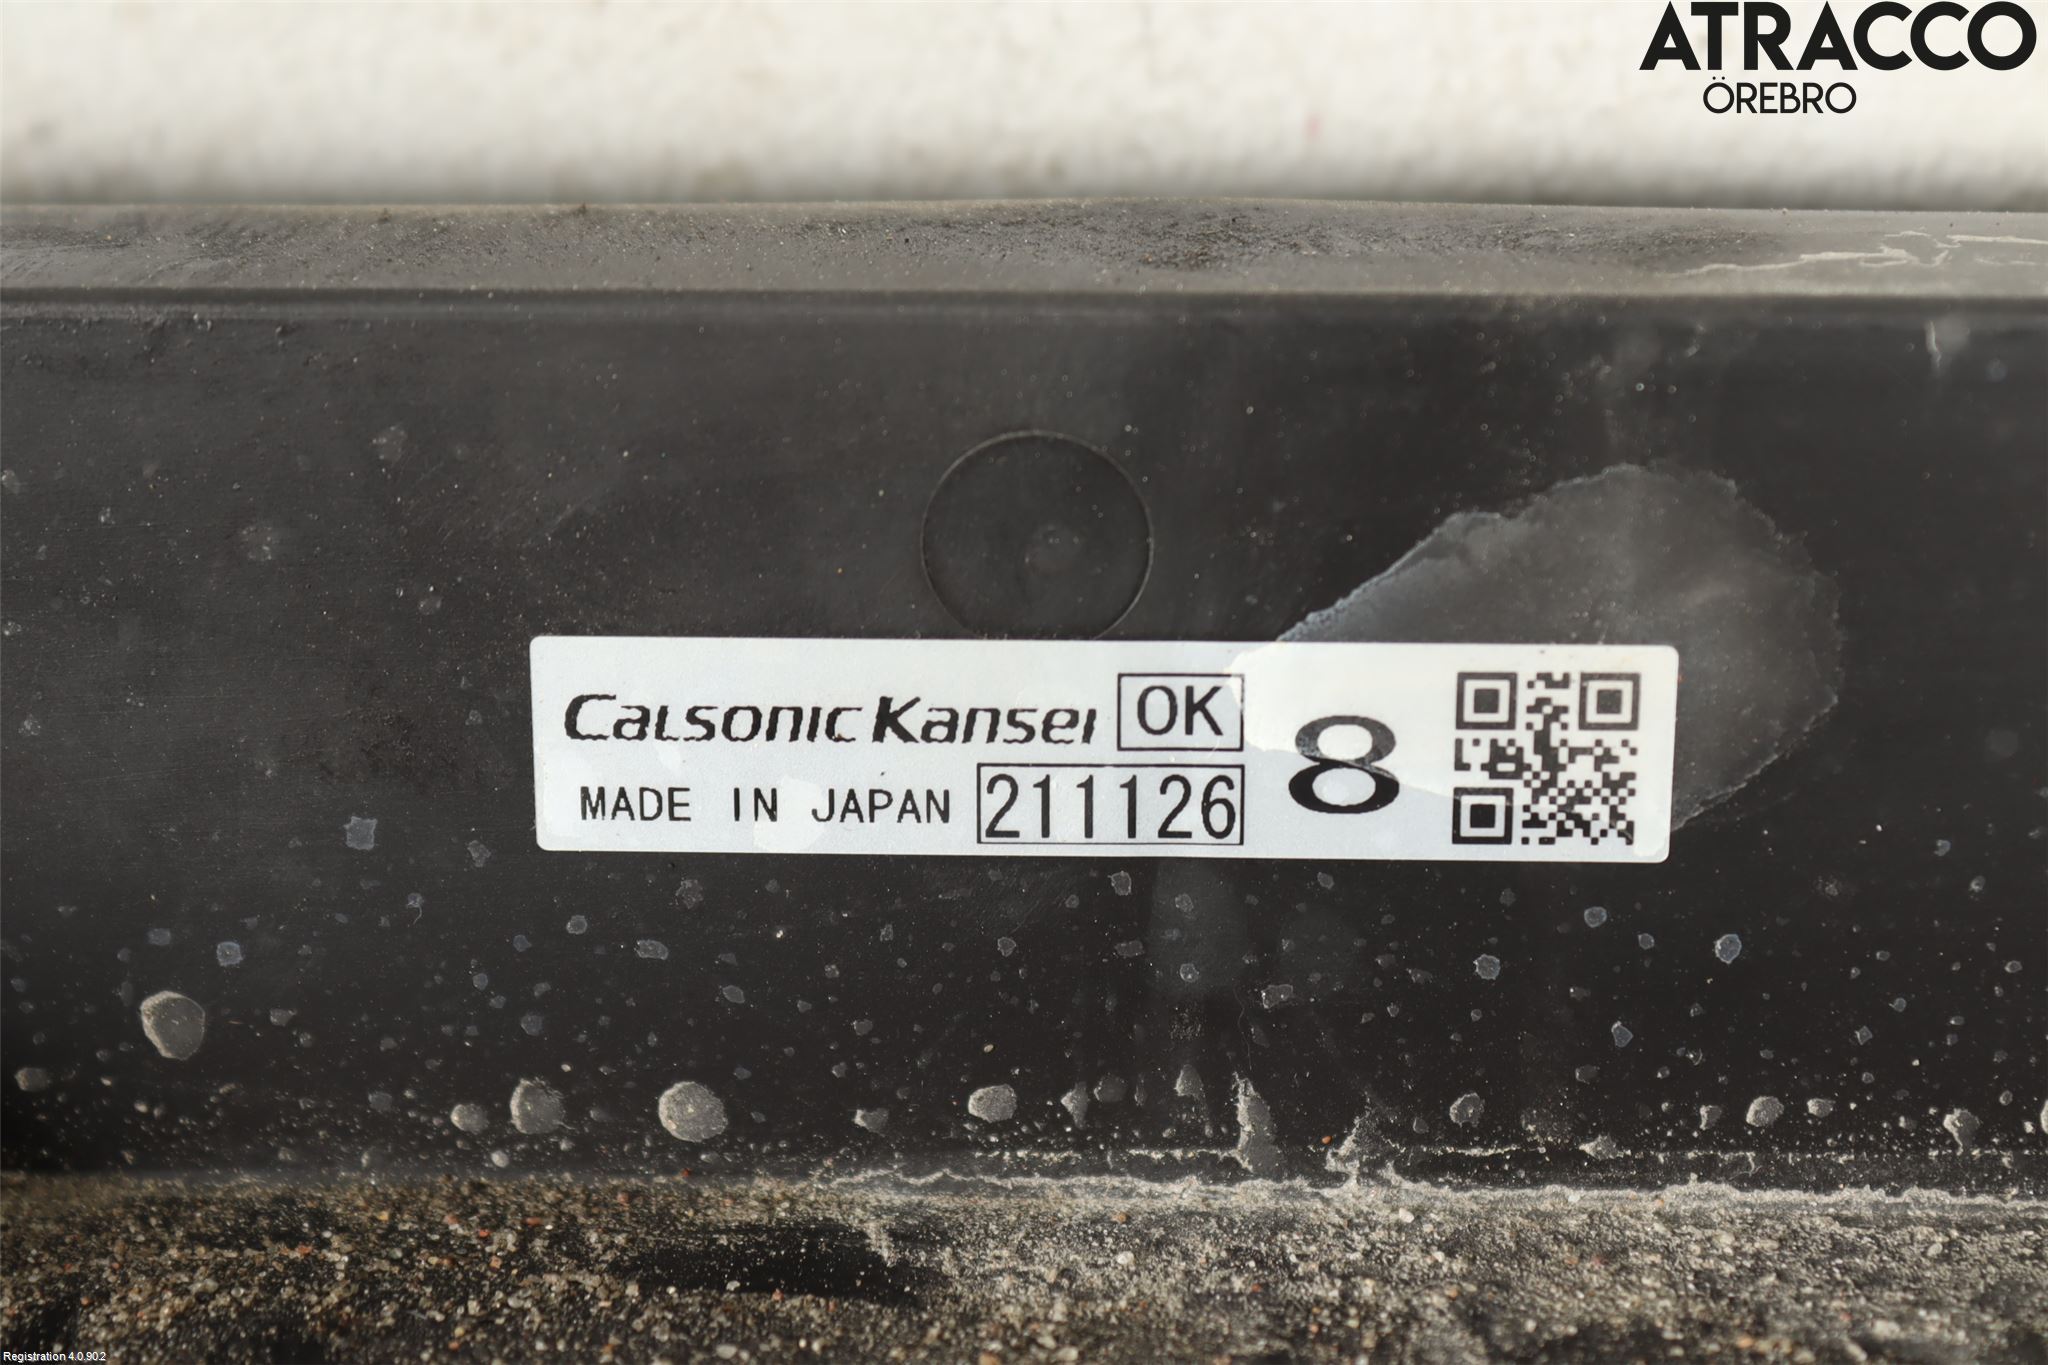 ATRACCO
ÖREBRO
CalsonicKansei OK
MADE IN JAPAN 211126 8
Registration 4.0.90.2